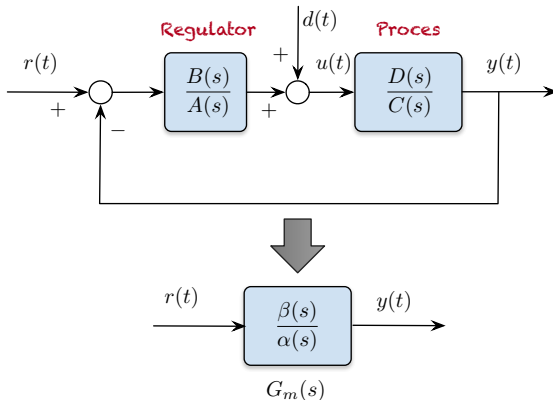 Regulator
d(t)
Proces
r(t)
+
u(t)
y(t)
B(s)
A(s)
D(s)
C(s)
+
+
−
r(t)
β(s)
α(s)
y(t)
G_m(s)